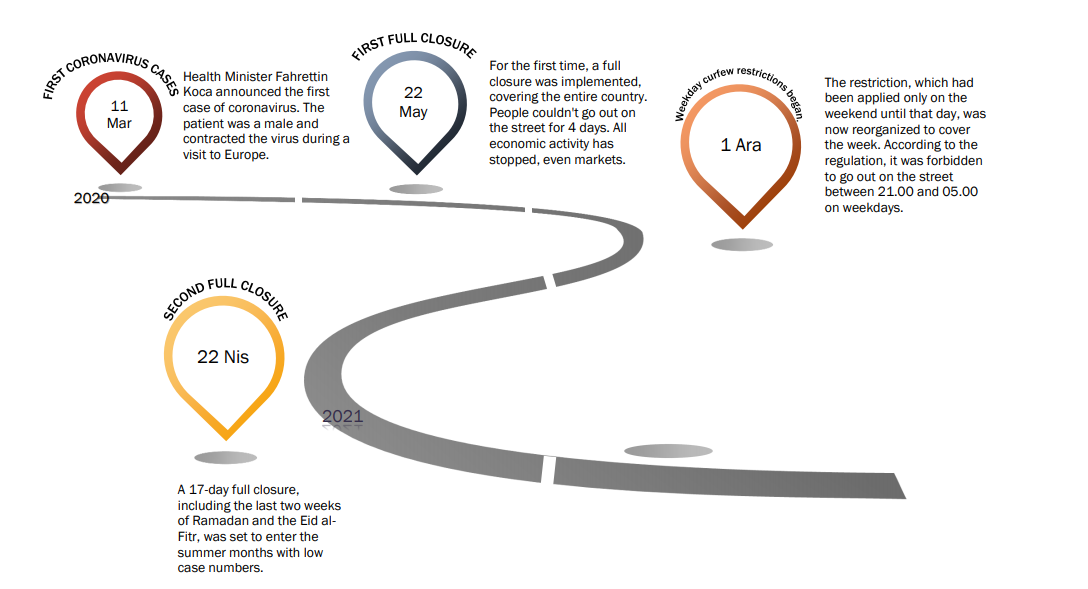 FIRST CORONAVIRUS CASES
11
Mar
Health Minister Fahrettin
Koca announced the first
case of coronavirus. The
patient was a male and
contracted the virus during a
visit to Europe.
FIRST FULL CLOSURE
22
May
For the first time, a full
closure was implemented,
covering the entire country.
People couldn't go out on
the street for 4 days. All
economic activity has
stopped, even markets.
Weekday curfew restrictions began
1 Ara
The restriction, which had
been applied only on the
weekend until that day, was
now reorganized to cover
the week. According to the
regulation, it was forbidden
to go out on the street
between 21.00 and 05.00
on weekdays.
2020
SECOND FULL CLOSURE
22 Nis
2021
A 17-day full closure,
including the last two weeks
of Ramadan and the Eid al-
Fitr, was set to enter the
summer months with low
case numbers.